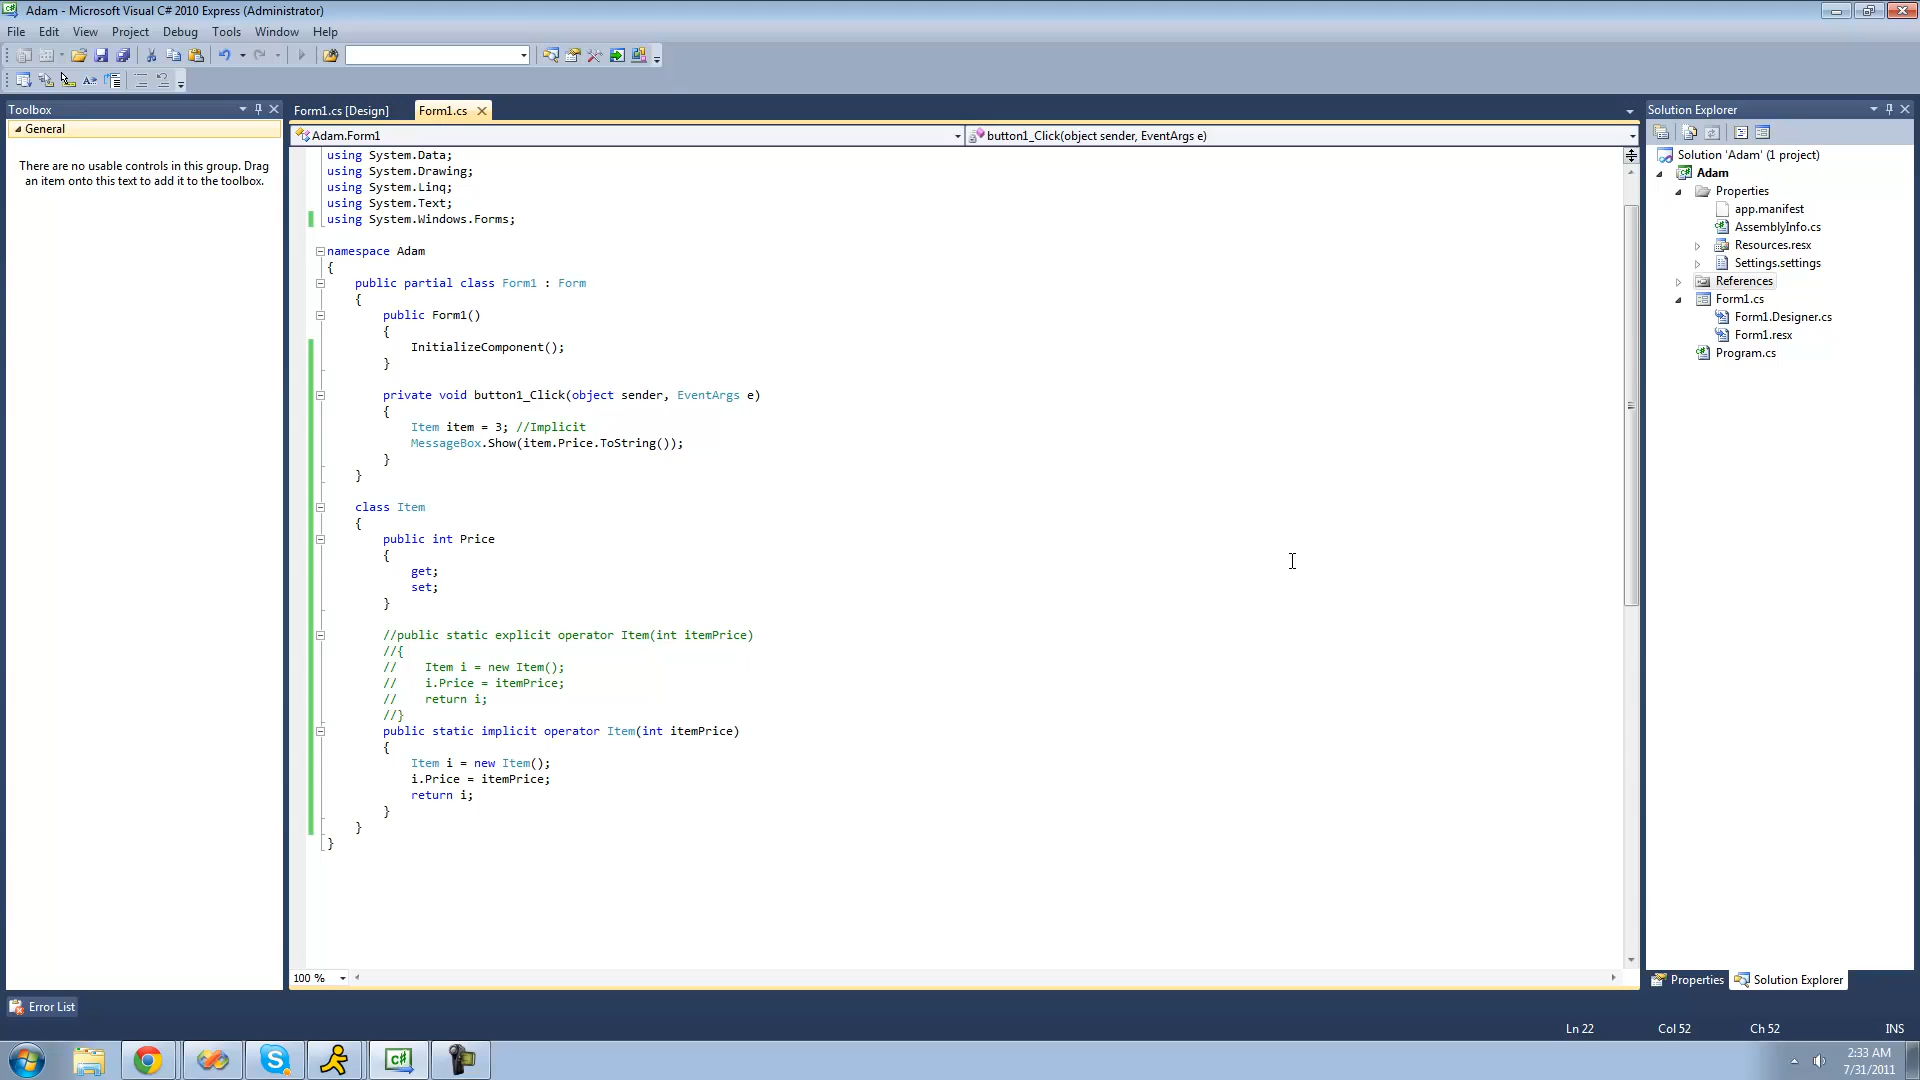 Adam - Microsoft Visual C# 2010 Express (Administrator)
File Edit View Project Debug Tools Window Help
Toolbox
General
There are no usable controls in this group. Drag
an item onto this text to add it to the toolbox.
Form1.cs [Design] Form1.cs
Adam.Form1 button1_Click(object sender, EventArgs e)
using System.Data;
using System.Drawing;
using System.Linq;
using System.Text;
using System.Windows.Forms;
namespace Adam
{
public partial class Form1 : Form
{
public Form1()
{
InitializeComponent();
}
private void button1_Click(object sender, EventArgs e)
{
Item item = 3; //Implicit
MessageBox.Show(item.Price.ToString());
}
}
class Item
{
public int Price
{
get;
set;
}
//public static explicit operator Item(int itemPrice)
//{
// Item i = new Item();
// i.Price = itemPrice;
// return i;
//}
public static implicit operator Item(int itemPrice)
{
Item i = new Item();
i.Price = itemPrice;
return i;
}
}
}
100 %
Solution Explorer
Solution 'Adam' (1 project)
Adam
Properties
app.manifest
AssemblyInfo.cs
Resources.resx
Settings.settings
References
Form1.cs
Form1.Designer.cs
Form1.resx
Program.cs
Properties Solution Explorer
Error List
Ln 22 Col 52 Ch 52 INS
2:33 AM
7/31/2011